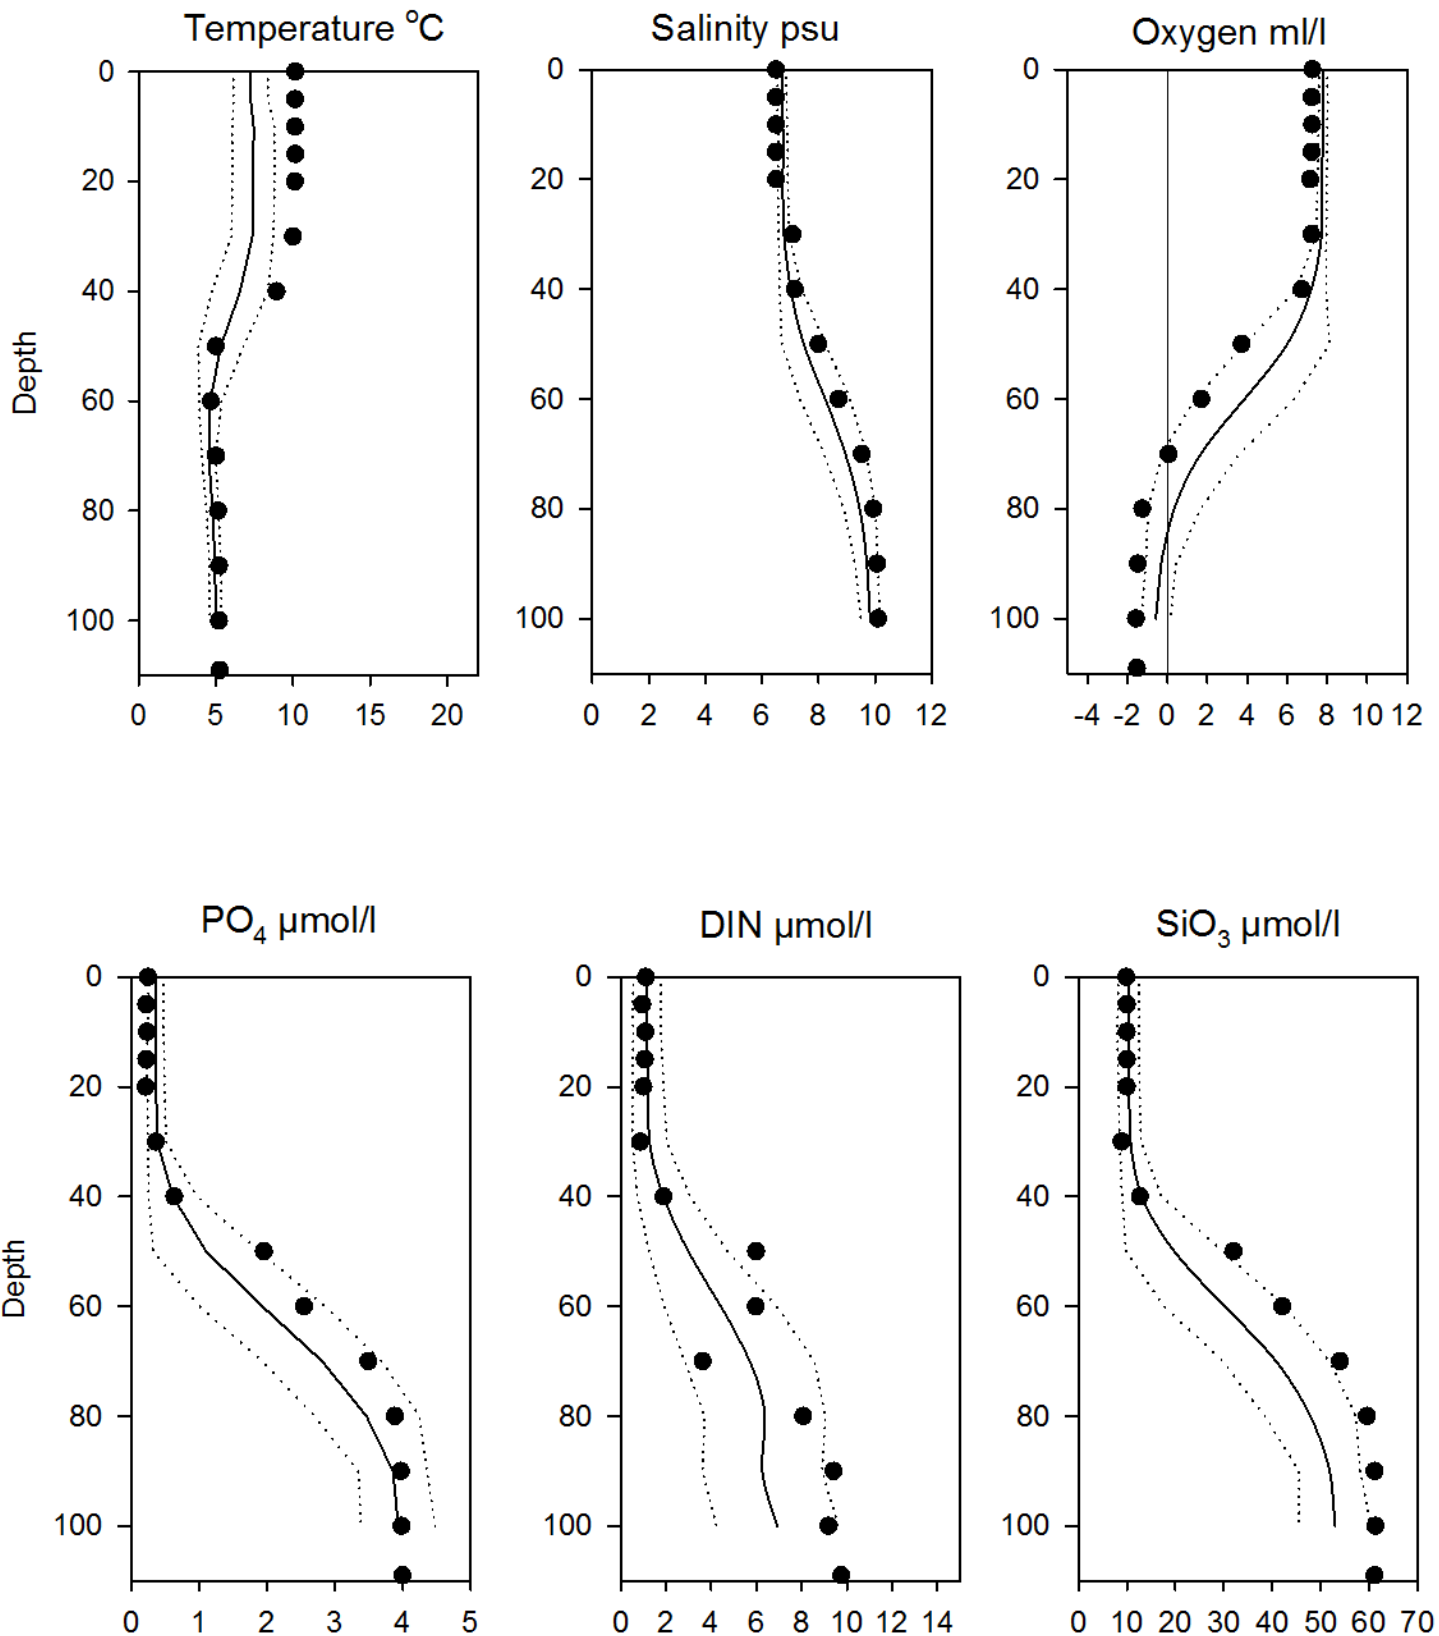 Temperature °C
Salinity psu
Oxygen ml/l
0
20
40
60
80
100
Depth
0 5 10 15 20
0
20
40
60
80
100
0 2 4 6 8 10 12
0
20
40
60
80
100
-4 -2 0 2 4 6 8 10 12
PO4 µmol/l
DIN µmol/l
SiO3 µmol/l
0
20
40
60
80
100
Depth
0 1 2 3 4 5
0
20
40
60
80
100
0 2 4 6 8 10 12 14
0
20
40
60
80
100
0 10 20 30 40 50 60 70